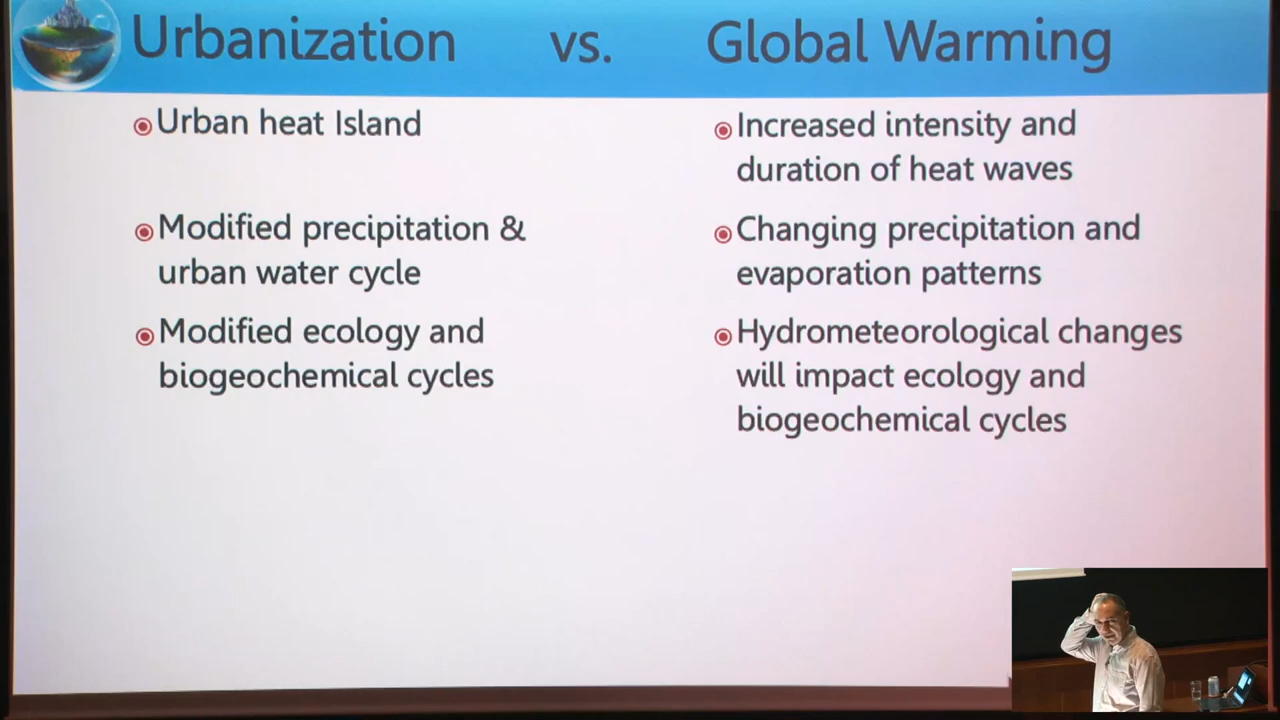 Urbanization vs. Global Warming
Urban heat Island
Modified precipitation &
urban water cycle
Modified ecology and
biogeochemical cycles
Increased intensity and
duration of heat waves
Changing precipitation and
evaporation patterns
Hydrometeorological changes
will impact ecology and
biogeochemical cycles